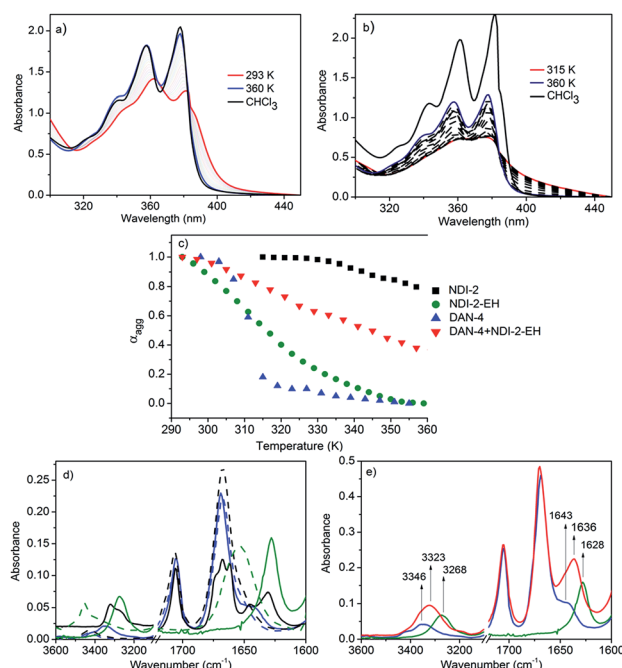 a)
293 K
360 K
CHCl3
Absorbance
2.0
1.5
1.0
0.5
0.0
320 360 400 440
Wavelength (nm)
b)
315 K
360 K
CHCl3
Absorbance
2.0
1.5
1.0
0.5
0.0
320 360 400 440
Wavelength (nm)
c)
αagg
1.0
0.8
0.6
0.4
0.2
0.0
290 300 310 320 330 340 350 360
Temperature (K)
NDI-2
NDI-2-EH
DAN-4
DAN-4+NDI-2-EH
d)
Absorbance
0.25
0.20
0.15
0.10
0.05
0.00
3600 3400 3200 1700 1650 1600
Wavenumber (cm-1)
e)
Absorbance
0.5
0.4
0.3
0.2
0.1
0.0
3346
3323
3268
1643
1636
1628
3600 3400 3200 1700 1650 1600
Wavenumber (cm-1)